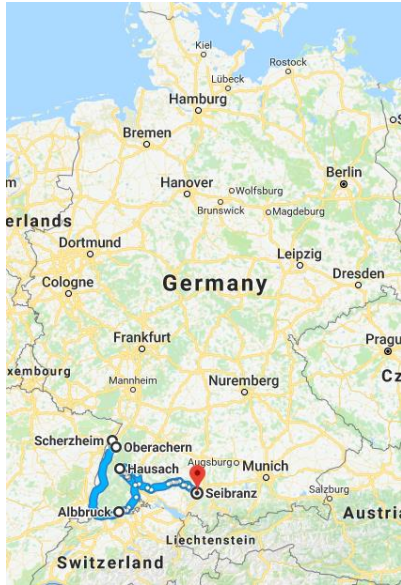 Kiel
Rostock
Lübeck
Hamburg
Bremen
Berlin
Hanover
Wolfsburg
Brunswick
Magdeburg
erlands
Dortmund
Leipzig
Cologne
Dresden
Germany
Frankfurt
Pragu
xembourg
Cz
Mannheim
Nuremberg
Scherzheim
Oberachern
Hausach
Augsburg
Munich
Seibranz
Salzburg
Albbruck
Austri
Liechtenstein
Switzerland